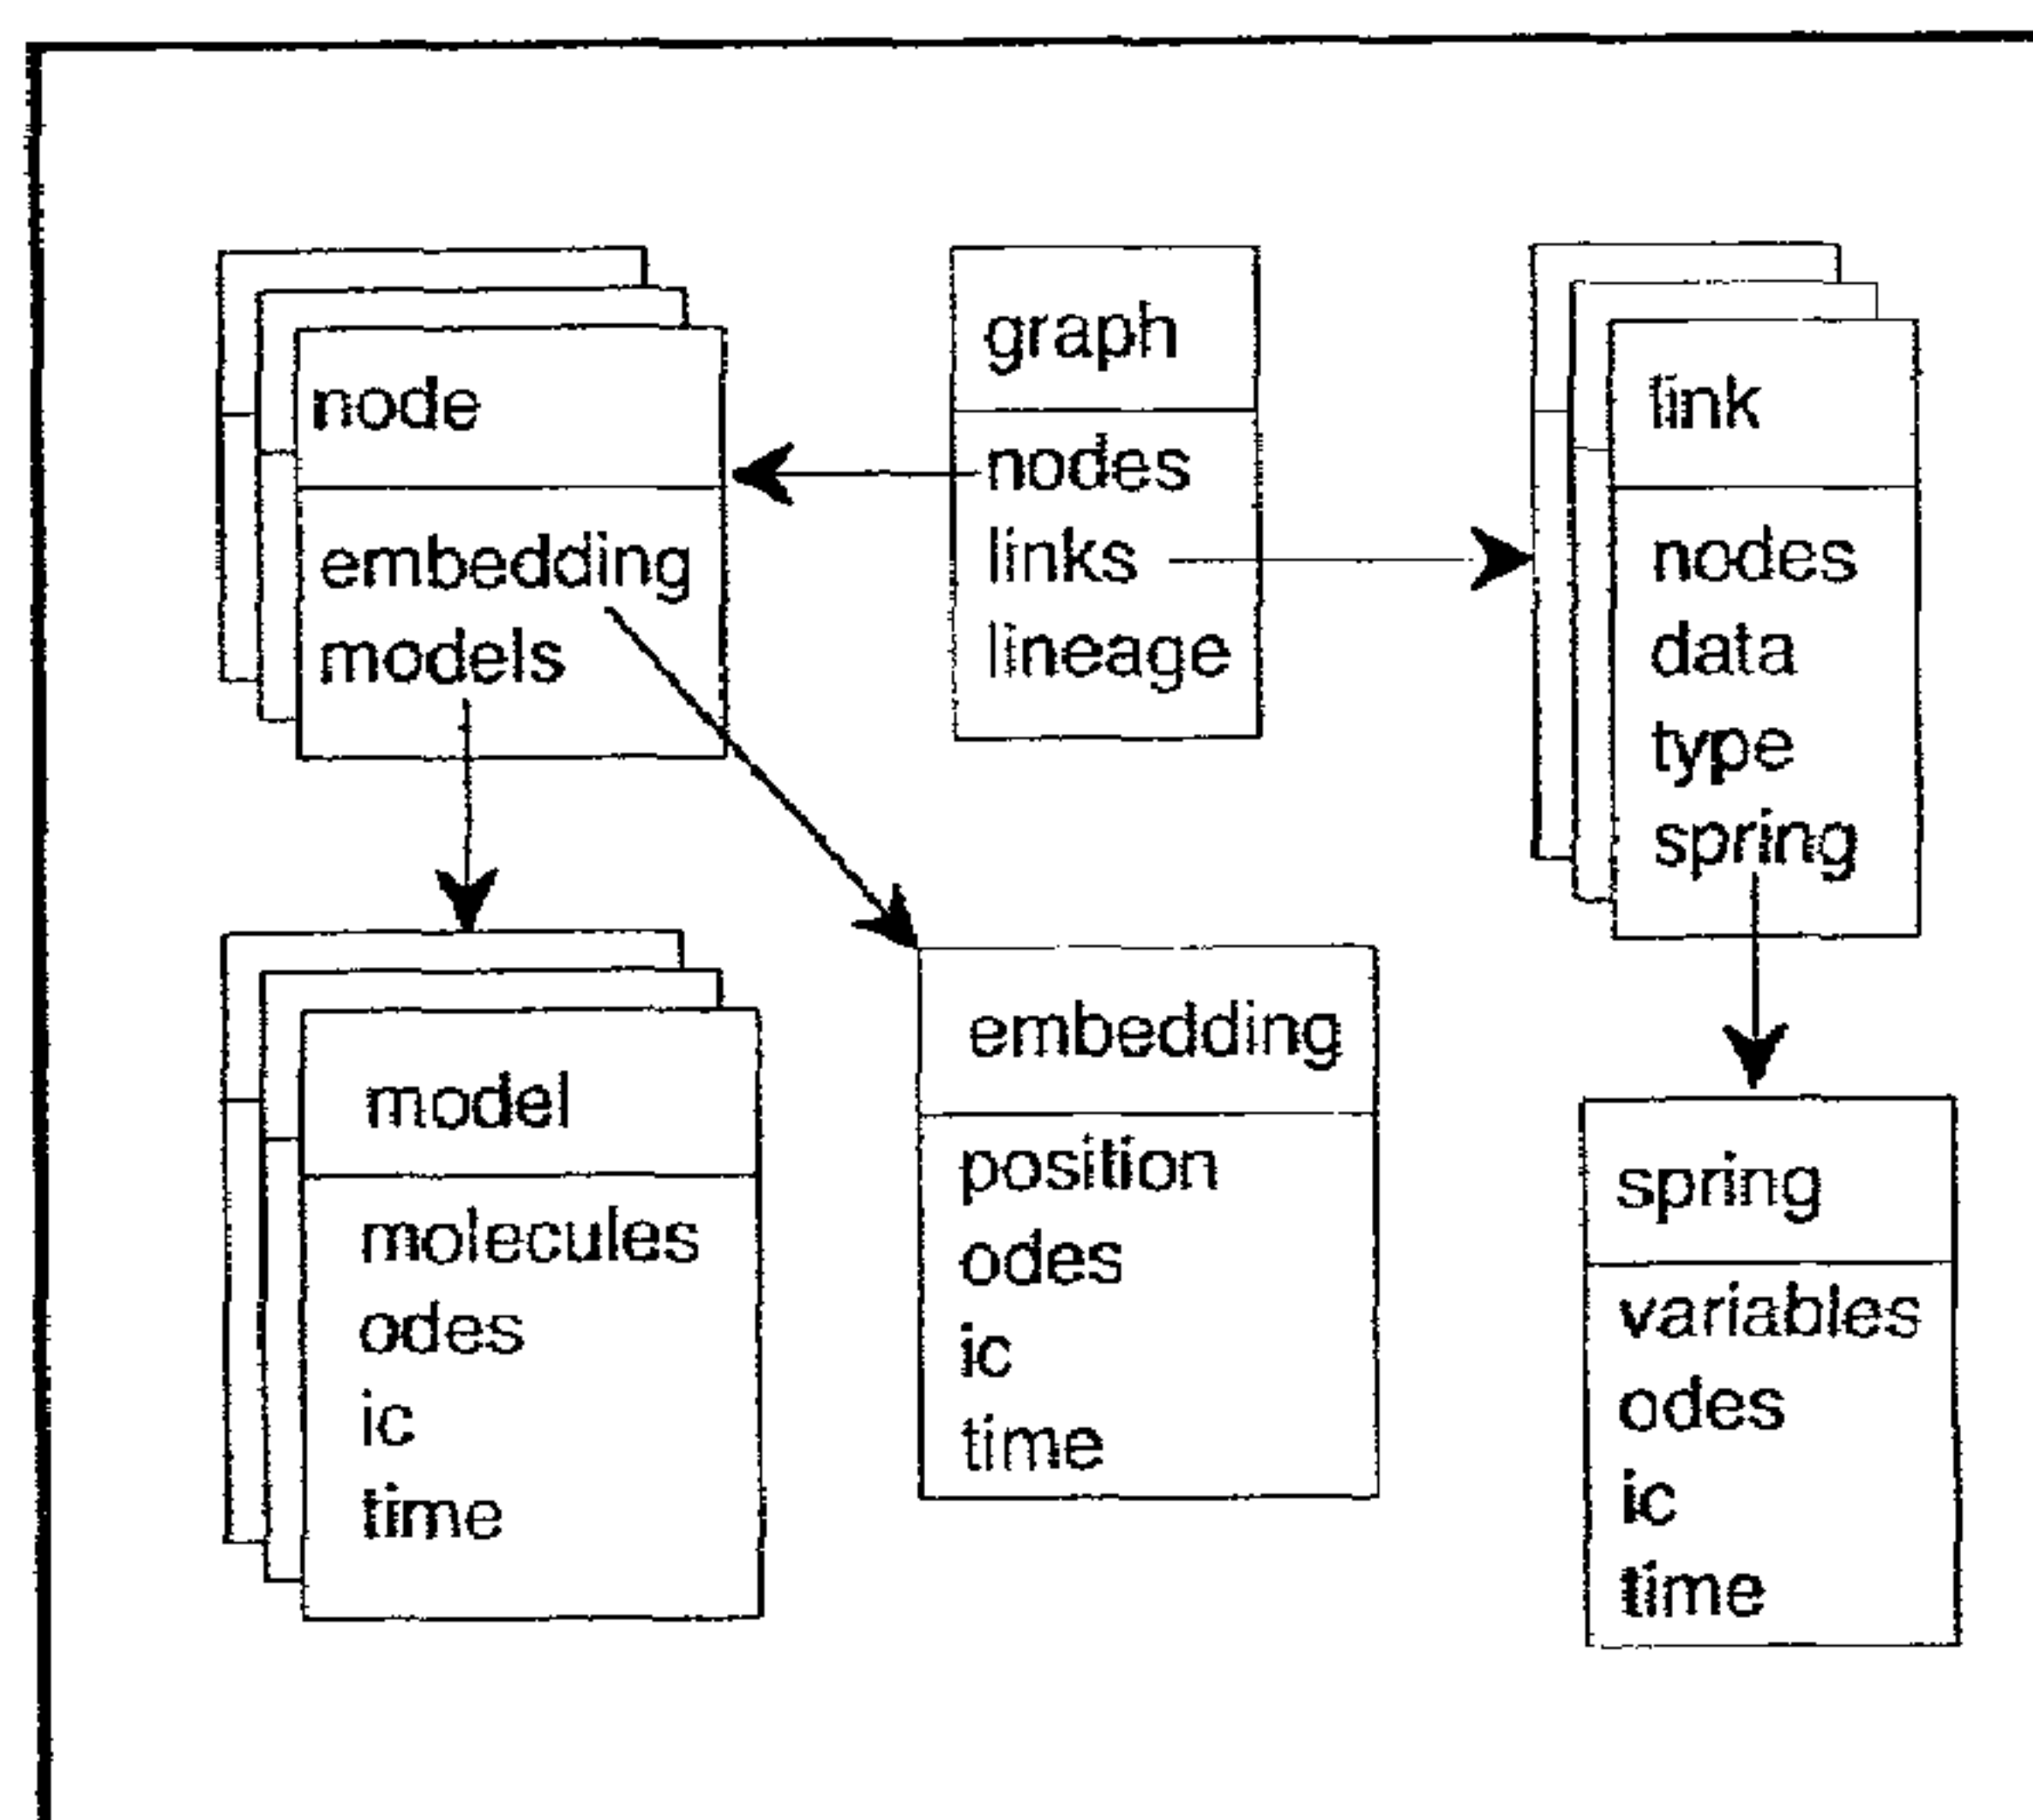 node
embedding
models
graph
nodes
links
lineage
link
nodes
data
type
spring
model
molecules
odes
ic
time
embedding
position
odes
ic
time
spring
variables
odes
ic
time